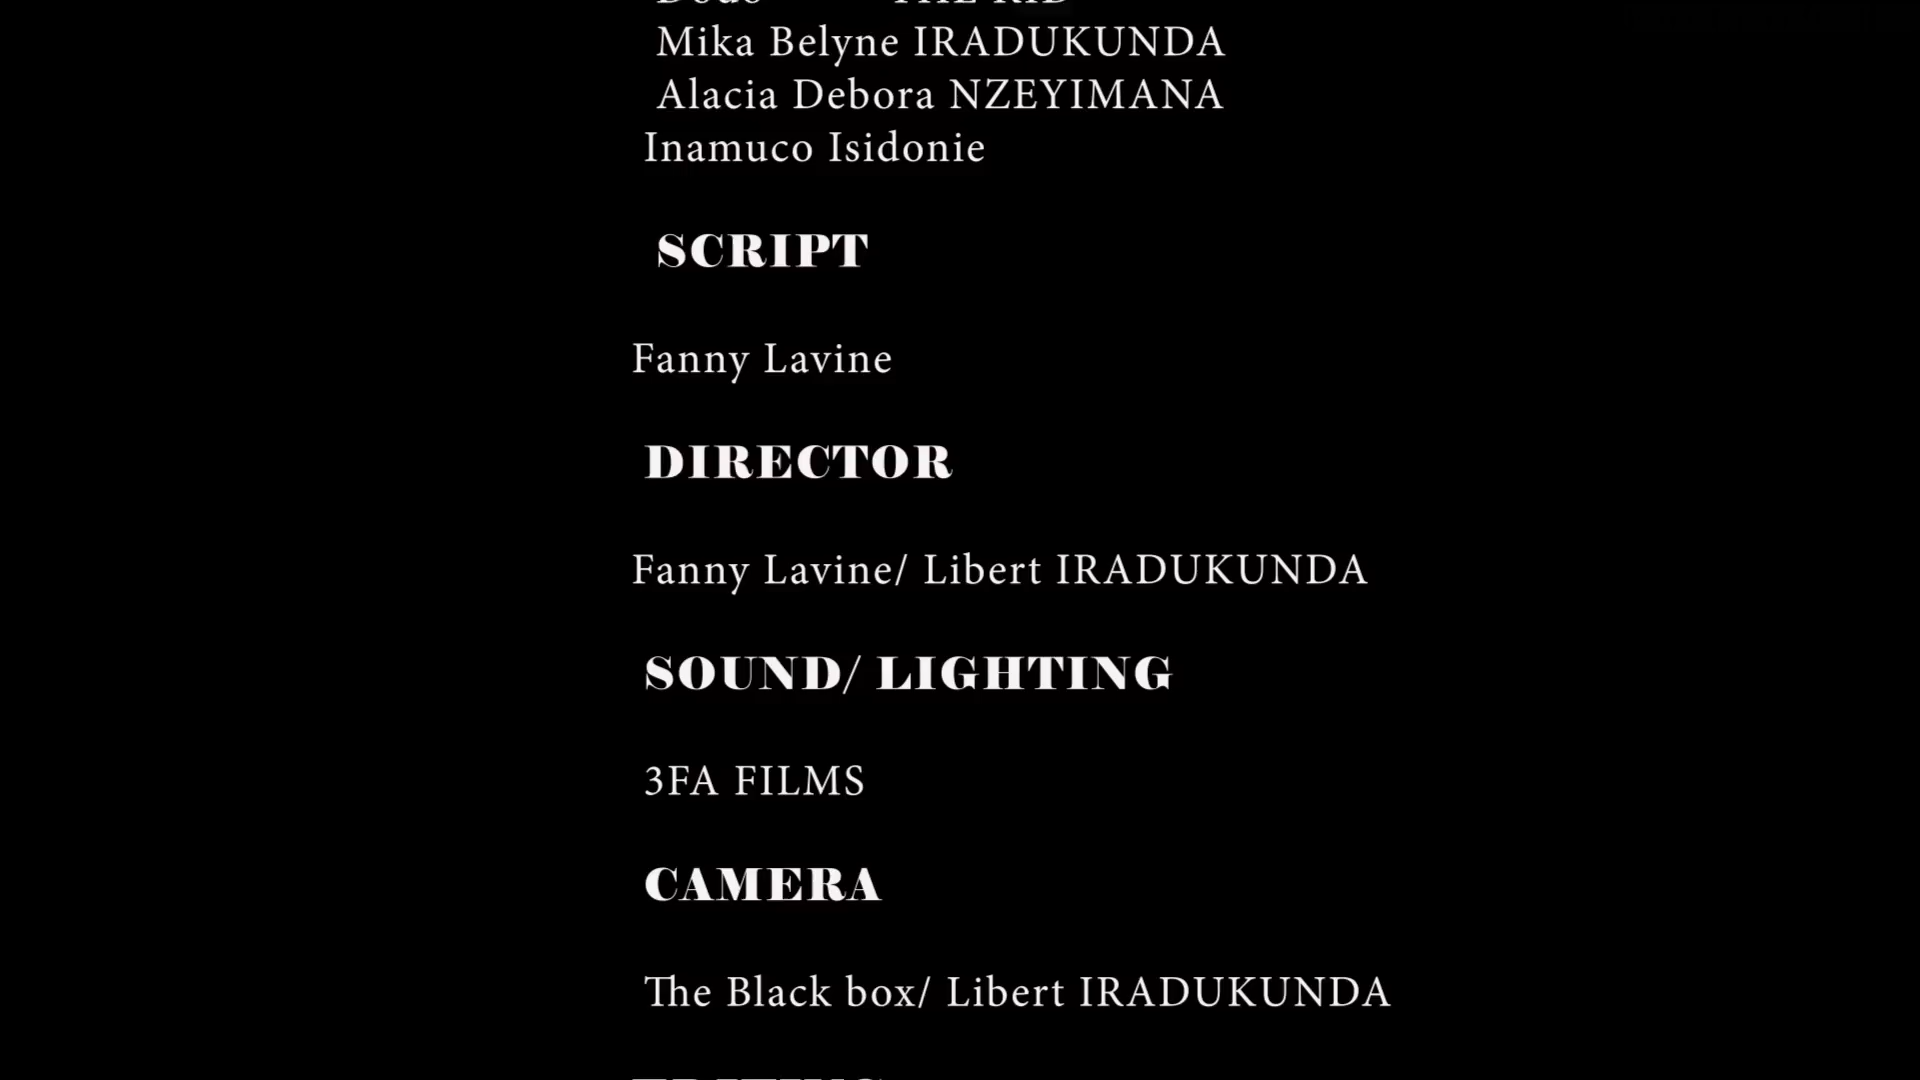 Mika Belyne IRADUKUNDA
Alacia Debora NZEYIMANA
Inamuco Isidonie
SCRIPT
Fanny Lavine
DIRECTOR
Fanny Lavine/ Libert IRADUKUNDA
SOUND/ LIGHTING
3FA FILMS
CAMERA
The Black box/ Libert IRADUKUNDA